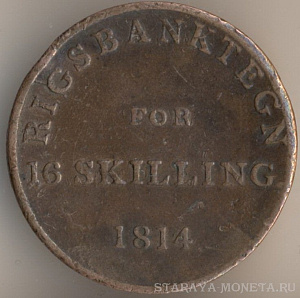 RIGSBANKTEGN
FOR
16 SKILLING
1814
STARAYA-MONETA.RU